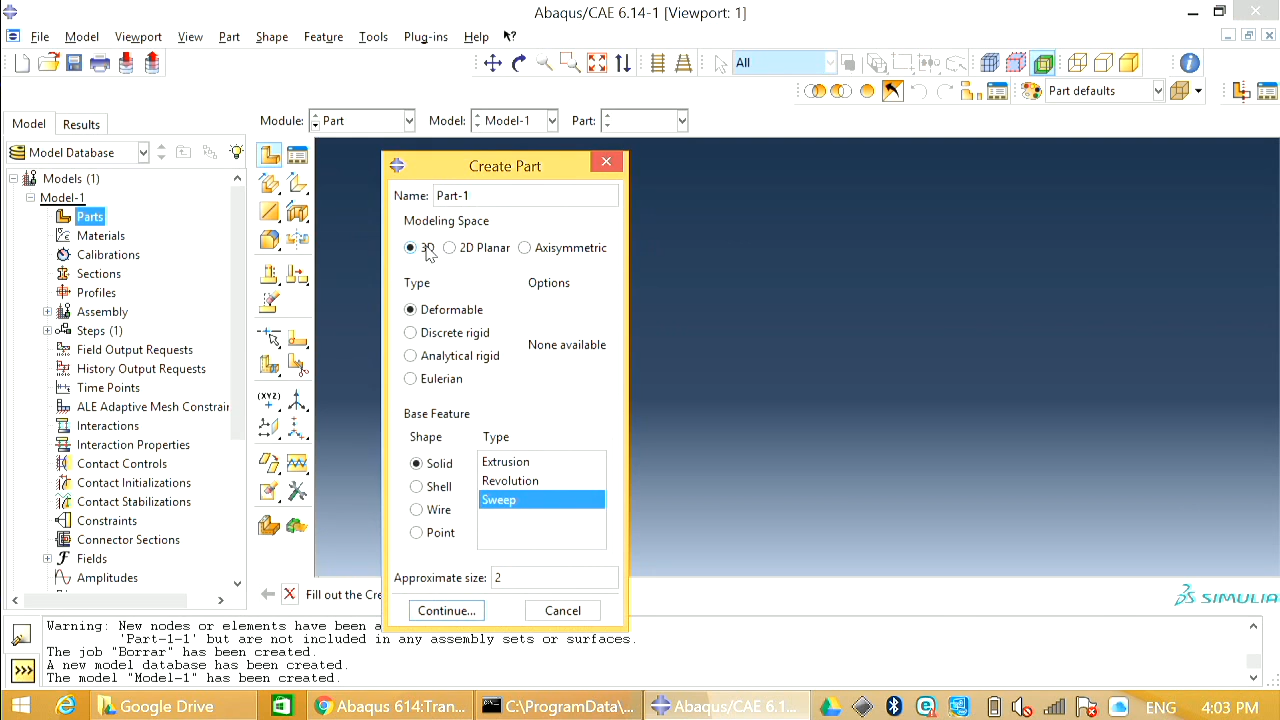 Abaqus/CAE 6.14-1 [Viewport: 1]
File Model Viewport View Part Shape Feature Tools Plug-ins Help
All
Part defaults
Model Results
Module: Part Model: Model-1 Part:
Model Database
Models (1)
Model-1
Parts
Materials
Calibrations
Sections
Profiles
Assembly
Steps (1)
Field Output Requests
History Output Requests
Time Points
ALE Adaptive Mesh Constrai
Interactions
Interaction Properties
Contact Controls
Contact Initializations
Contact Stabilizations
Constraints
Connector Sections
Fields
Amplitudes
(XYZ)
Create Part
Name: Part-1
Modeling Space
3D 2D Planar Axisymmetric
Type Options
Deformable
Discrete rigid
None available
Analytical rigid
Eulerian
Base Feature
Shape Type
Solid Extrusion
Shell Revolution
Wire Sweep
Point
Approximate size: 2
Continue... Cancel
Fill out the Cre
SIMULIA
Warning: New nodes or elements have been a
'Part-1-1' but are not included in any assembly sets or surfaces.
The job "Borrar" has been created.
A new model database has been created.
The model "Model-1" has been created.
>>>
Google Drive Abaqus 614:Tran... C:\ProgramData\... Abaqus/CAE 6.1... ENG 4:03 PM